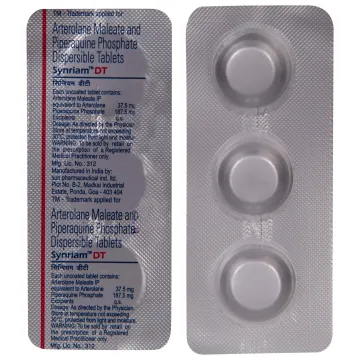 TM - Trademark applied for
Arterolane Maleate and
Piperaquine Phosphate
Dispersible Tablets
Synriam™ DT
सिनरियम डीटी
Each uncoated tablet contains:
Arterolane Maleate IP
equivalent to Arterolane 37.5 mg
Piperaquine Phosphate 187.5 mg
Excipients q.s.
Dosage: As directed by the Physician.
Store at temperature not exceeding
30°C, protected from light and moisture.
WARNING: To be sold by retail on
the prescription of a Registered
Medical Practitioner only.
Mfg. Lic. No.: 312
Manufactured in India by:
sun pharmaceutical ind. ltd.
Plot No. B-2, Madkai Industrial
Estate, Ponda, Goa - 403 404
TM - Trademark applied for
Arterolane Maleate and
Piperaquine Phosphate
Dispersible Tablets
Synriam™ DT
सिनरियम डीटी
Each uncoated tablet contains:
Arterolane Maleate IP
equivalent to Arterolane 37.5 mg
Piperaquine Phosphate 187.5 mg
Excipients q.s.
Dosage: As directed by the Physician.
Store at temperature not exceeding
30°C, protected from light and moisture.
WARNING: To be sold by retail on
the prescription of a Registered
Medical Practitioner only.
Mfg. Lic. No.: 312